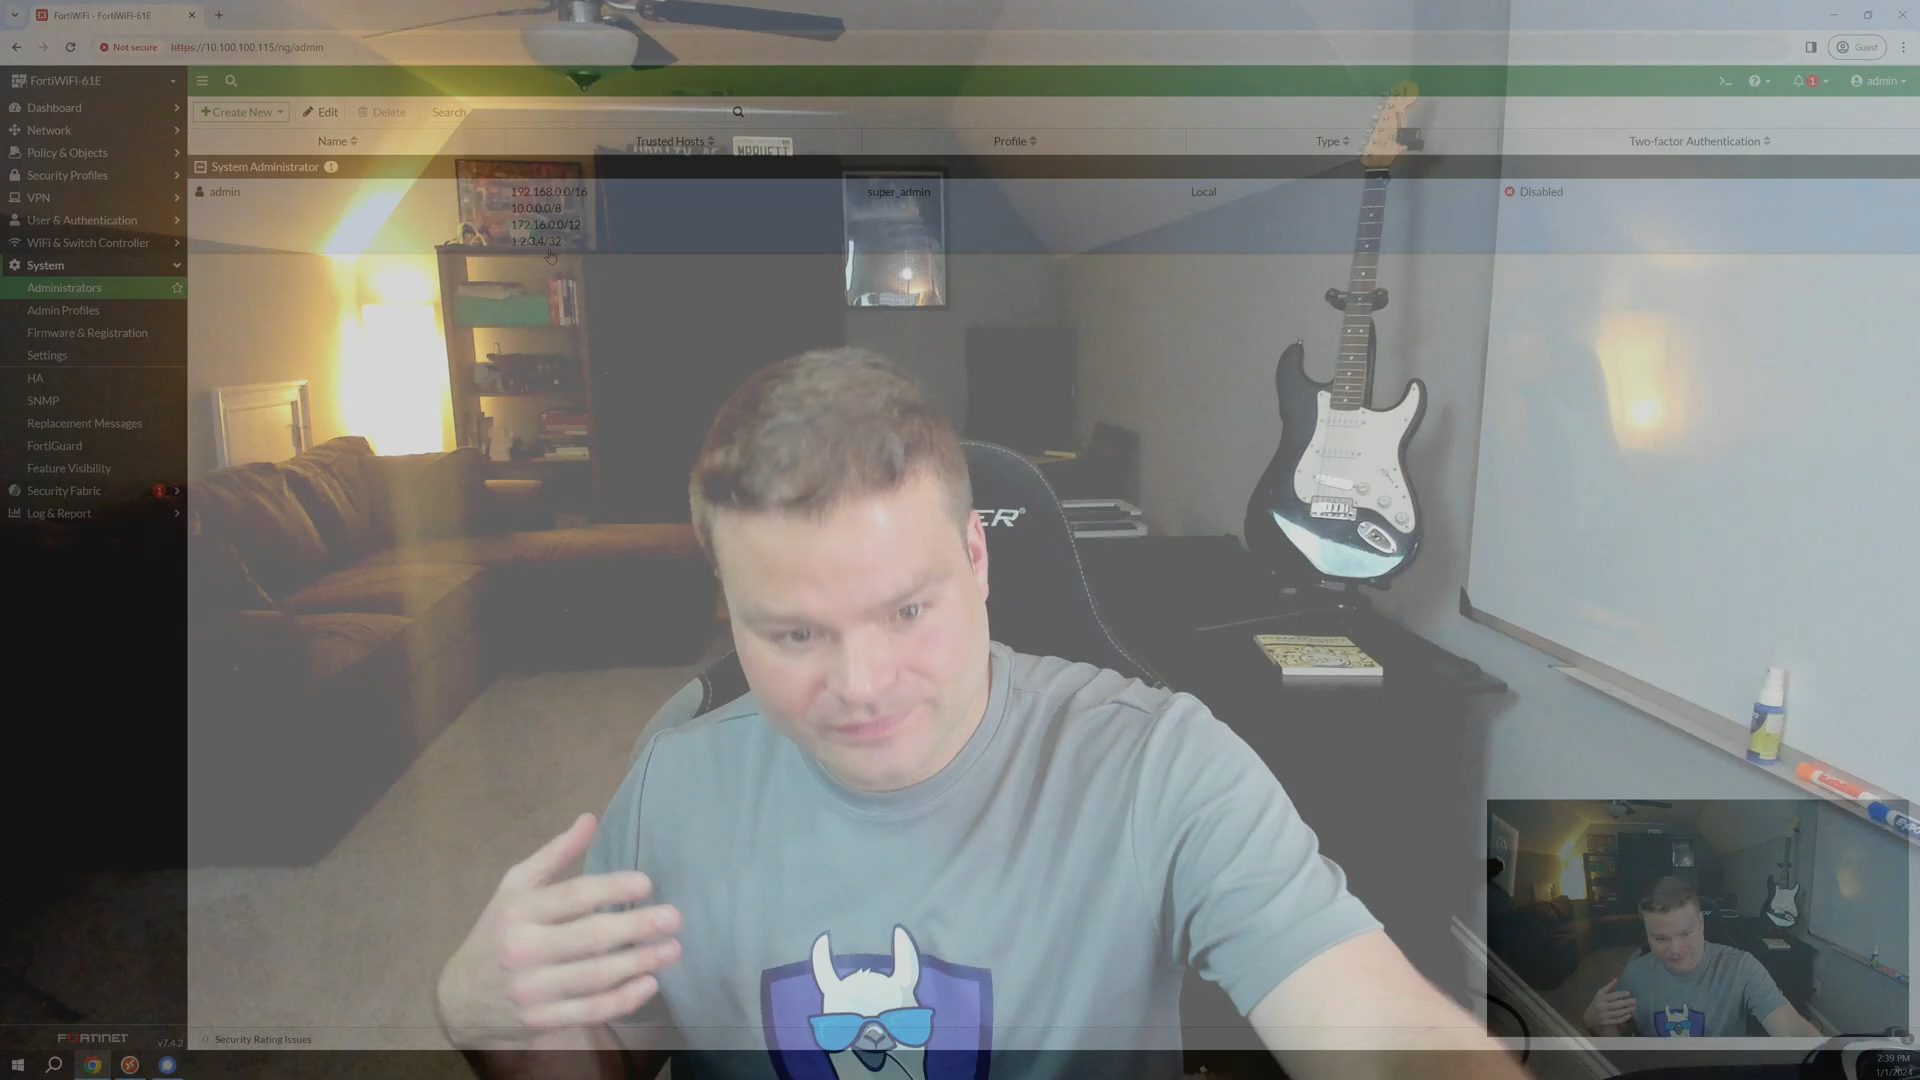 FortiWiFi - FortiWiFi-61E
Not secure
https://10.100.100.115/ng/admin
Guest
FortiWiFi-61E
1
admin
Dashboard
Network
Policy & Objects
Security Profiles
VPN
User & Authentication
WiFi & Switch Controller
System
Administrators
Admin Profiles
Firmware & Registration
Settings
HA
SNMP
Replacement Messages
FortiGuard
Feature Visibility
Security Fabric 1
Log & Report
Create New
Edit
Delete
Search
Name
Trusted Hosts
Profile
Type
Two-factor Authentication
MPRUETT
System Administrator 1
admin
192.168.0.0/16
10.0.0.0/8
172.16.0.0/12
1.2.3.4/32
super_admin
Local
Disabled
ER
FORTINET
v7.4.2
0 Security Rating Issues
2:39 PM
1/1/2024